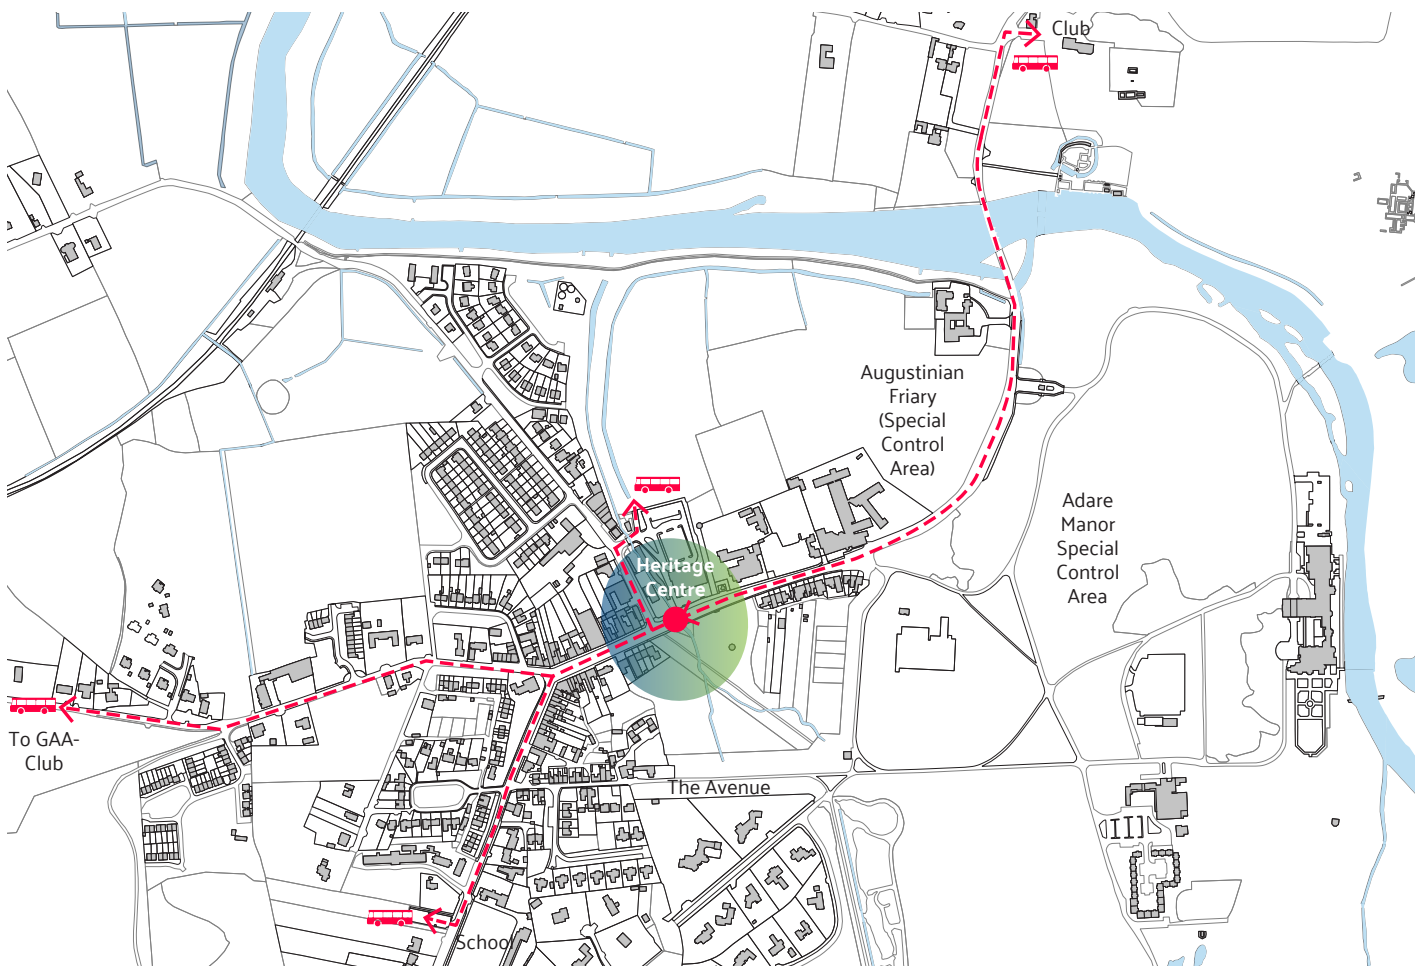 Club
Augustinian
Friary
(Special
Control
Area)
Adare
Manor
Special
Control
Area
Heritage
Centre
To GAA-
Club
The Avenue
School